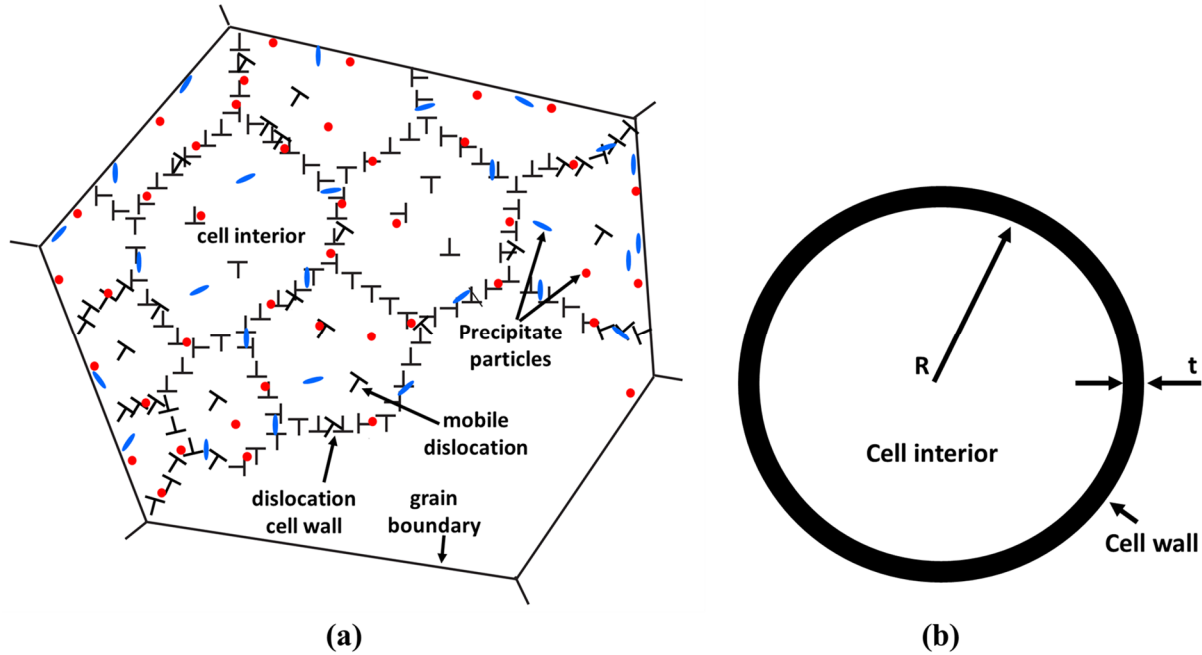 cell interior
Precipitate
particles
mobile
dislocation
dislocation
cell wall
grain
boundary
(a)
R
t
Cell interior
Cell wall
(b)